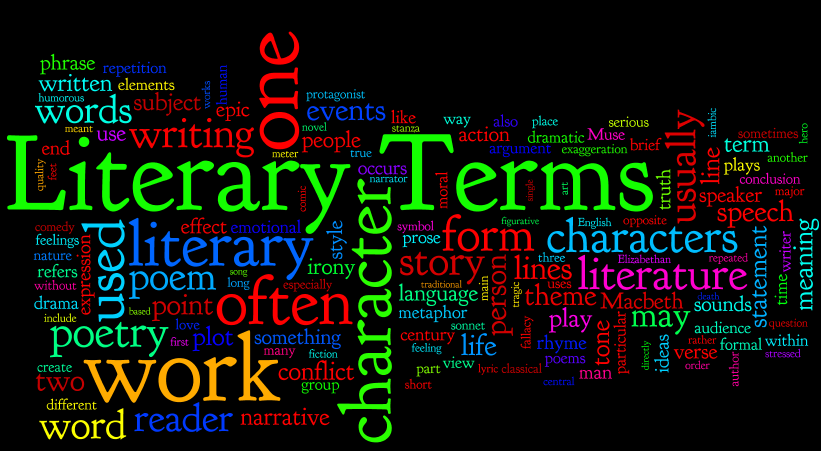 phrase
repetition
written
elements
humorous
works
human
words
meant
subject
epic
use
writing
one
end
quality
feet
protagonist
events
novel
stanza
people
meter
true
like
way
also
place
serious
action
dramatic
Muse
argument
exaggeration
brief
occurs
narrator
moral
single
art
truth
usually
line
iambic
term
sometimes
plays
another
hero
conclusion
speaker
major
speech
Literary Terms
comic
comedy
feelings
nature
refers
without
expression
used
effect
emotional
literary
style
symbol
figurative
English
opposite
prose
form
characters
Elizabethan
repeated
writer
time
meaning
statement
drama
include
based
poem
song
long
irony
especially
point
often
character
story
traditional
main
tragic
person
lines
three
literature
uses
language
metaphor
theme
Macbeth
death
sounds
question
poetry
love
first
plot
something
many
fiction
century
feeling
sonnet
fallacy
play
may
audience
formal
within
stressed
life
rhyme
tone
particular
poems
directly
ideas
rather
verse
order
author
create
two
work
conflict
group
part
view
short
lyric
classical
central
man
different
word
reader
narrative